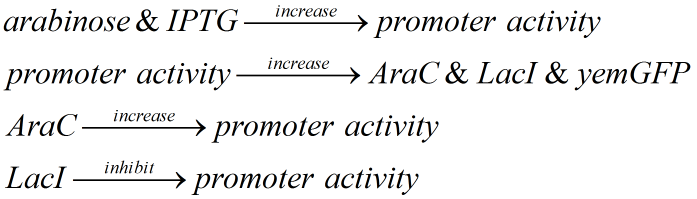 arabinose & IPTG —increase→ promoter activity
promoter activity —increase→ AraC & LacI & yemGFP
AraC —increase→ promoter activity
LacI —inhibit→ promoter activity